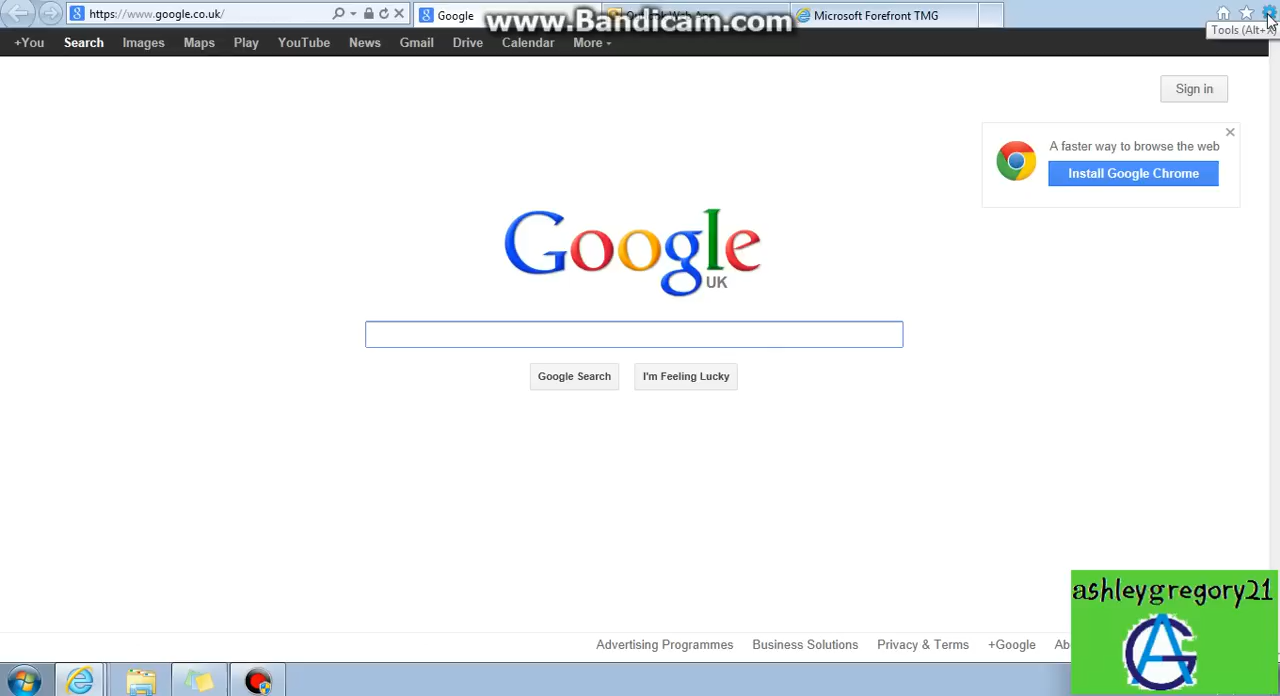 https://www.google.co.uk/
Google
www.Bandicam.com
Microsoft Forefront TMG
Tools (Alt+X)
+You Search Images Maps Play YouTube News Gmail Drive Calendar More
Sign in
A faster way to browse the web
Install Google Chrome
Google
UK
Google Search I'm Feeling Lucky
ashleygregory21
AG
Advertising Programmes Business Solutions Privacy & Terms +Google